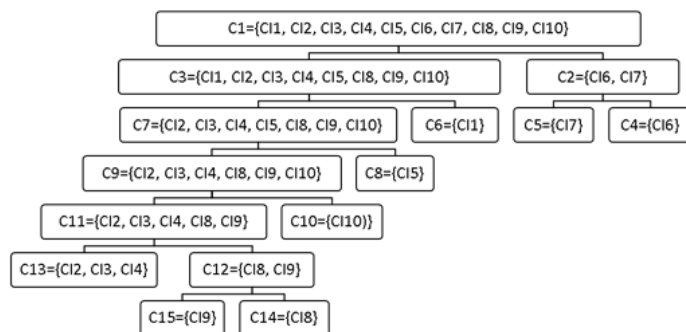 C1={CI1, CI2, CI3, CI4, CI5, CI6, CI7, CI8, CI9, CI10}
C3={CI1, CI2, CI3, CI4, CI5, CI8, CI9, CI10}
C2={CI6, CI7}
C7={CI2, CI3, CI4, CI5, CI8, CI9, CI10}
C6={CI1}
C5={CI7}
C4={CI6}
C9={CI2, CI3, CI4, CI8, CI9, CI10}
C8={CI5}
C11={CI2, CI3, CI4, CI8, CI9}
C10={CI10)}
C13={CI2, CI3, CI4}
C12={CI8, CI9}
C15={CI9}
C14={CI8}